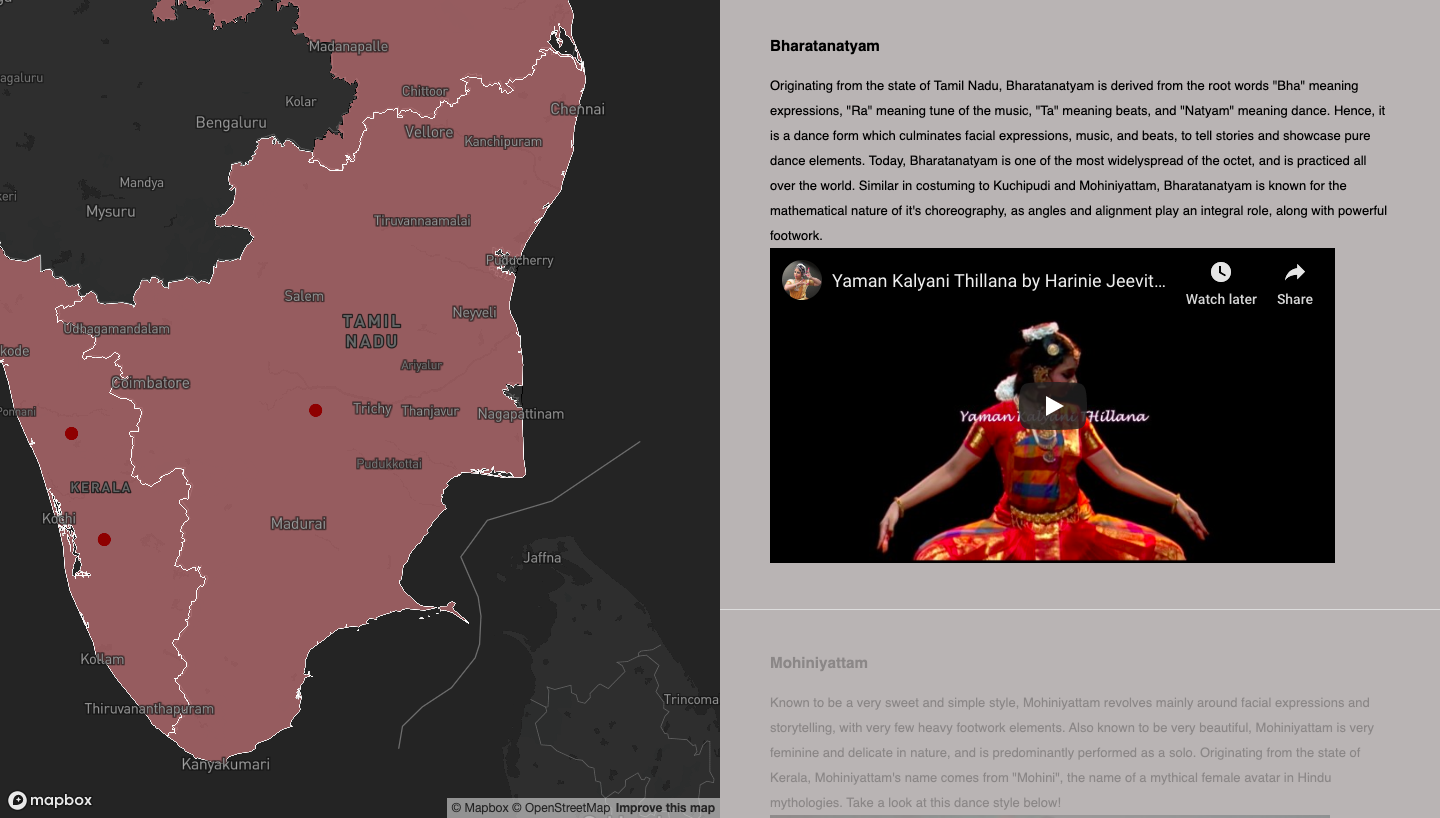 Madanapalle
agaluru
Chittoor
Kolar
Chennai
Bengaluru
Vellore
Kanchipuram
Mandya
keri
Mysuru
Tiruvannaamalai
Puducherry
Salem
Neyveli
TAMIL
NADU
Udhagamandalam
kode
Ariyalur
Coimbatore
Ponnani
Trichy Thanjavur Nagapattinam
Pudukkottai
KERALA
Kochi
Madurai
Jaffna
Kollam
Trincoma
Thiruvananthapuram
Kanyakumari
mapbox
© Mapbox © OpenStreetMap Improve this map
Bharatanatyam
Originating from the state of Tamil Nadu, Bharatanatyam is derived from the root words "Bha" meaning
expressions, "Ra" meaning tune of the music, "Ta" meaning beats, and "Natyam" meaning dance. Hence, it
is a dance form which culminates facial expressions, music, and beats, to tell stories and showcase pure
dance elements. Today, Bharatanatyam is one of the most widelyspread of the octet, and is practiced all
over the world. Similar in costuming to Kuchipudi and Mohiniyattam, Bharatanatyam is known for the
mathematical nature of it's choreography, as angles and alignment play an integral role, along with powerful
footwork.
Yaman Kalyani Thillana by Harinie Jeevit...
Watch later
Share
Yaman Kalyani THillana
Mohiniyattam
Known to be a very sweet and simple style, Mohiniyattam revolves mainly around facial expressions and
storytelling, with very few heavy footwork elements. Also known to be very beautiful, Mohiniyattam is very
feminine and delicate in nature, and is predominantly performed as a solo. Originating from the state of
Kerala, Mohiniyattam's name comes from "Mohini", the name of a mythical female avatar in Hindu
mythologies. Take a look at this dance style below!